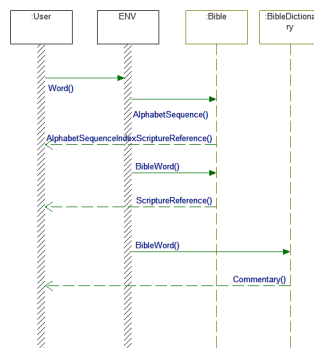 :User
ENV
:Bible
:BibleDictiona
ry
Word()
AlphabetSequence()
AlphabetSequenceIndexScriptureReference()
BibleWord()
ScriptureReference()
BibleWord()
Commentary()